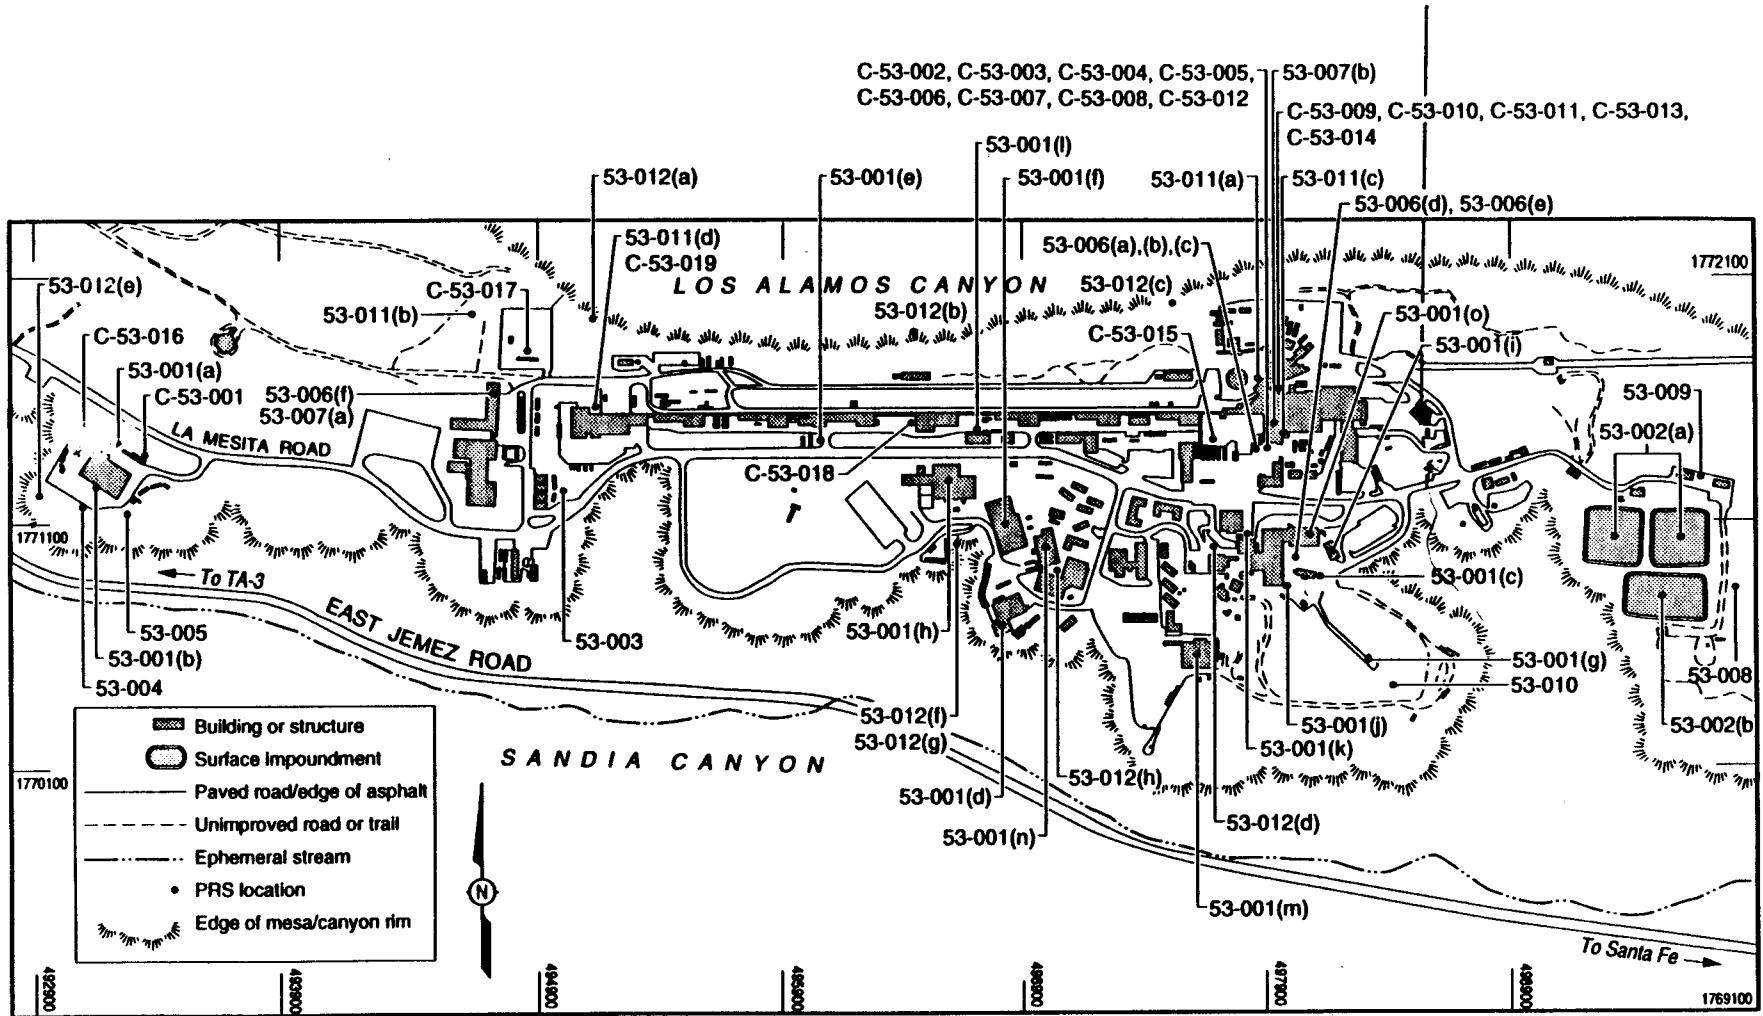 C-53-002, C-53-003, C-53-004, C-53-005,
C-53-006, C-53-007, C-53-008, C-53-012
53-007(b)
C-53-009, C-53-010, C-53-011, C-53-013,
C-53-014
53-001(l)
53-012(a)
53-001(e)
53-001(f)
53-011(a)
53-011(c)
53-006(d), 53-006(e)
53-011(d)
C-53-019
53-006(a),(b),(c)
1772100
53-012(e)
C-53-017
LOS ALAMOS CANYON
53-012(c)
53-011(b)
53-012(b)
53-001(o)
C-53-016
C-53-015
53-001(i)
53-001(a)
C-53-001
53-006(f)
53-007(a)
53-009
LA MESITA ROAD
53-002(a)
C-53-018
1771100
To TA-3
53-001(c)
EAST JEMEZ ROAD
53-005
53-003
53-001(h)
53-001(b)
53-001(g)
53-004
53-010
53-008
53-012(f)
53-001(j)
53-002(b)
53-012(g)
53-001(k)
SANDIA CANYON
53-012(h)
53-001(d)
53-012(d)
53-001(n)
53-001(m)
Building or structure
Surface Impoundment
1770100
Paved road/edge of asphalt
Unimproved road or trail
Ephemeral stream
PRS location
N
Edge of mesa/canyon rim
To Santa Fe
492900
493900
494900
495900
496900
497900
498900
1769100